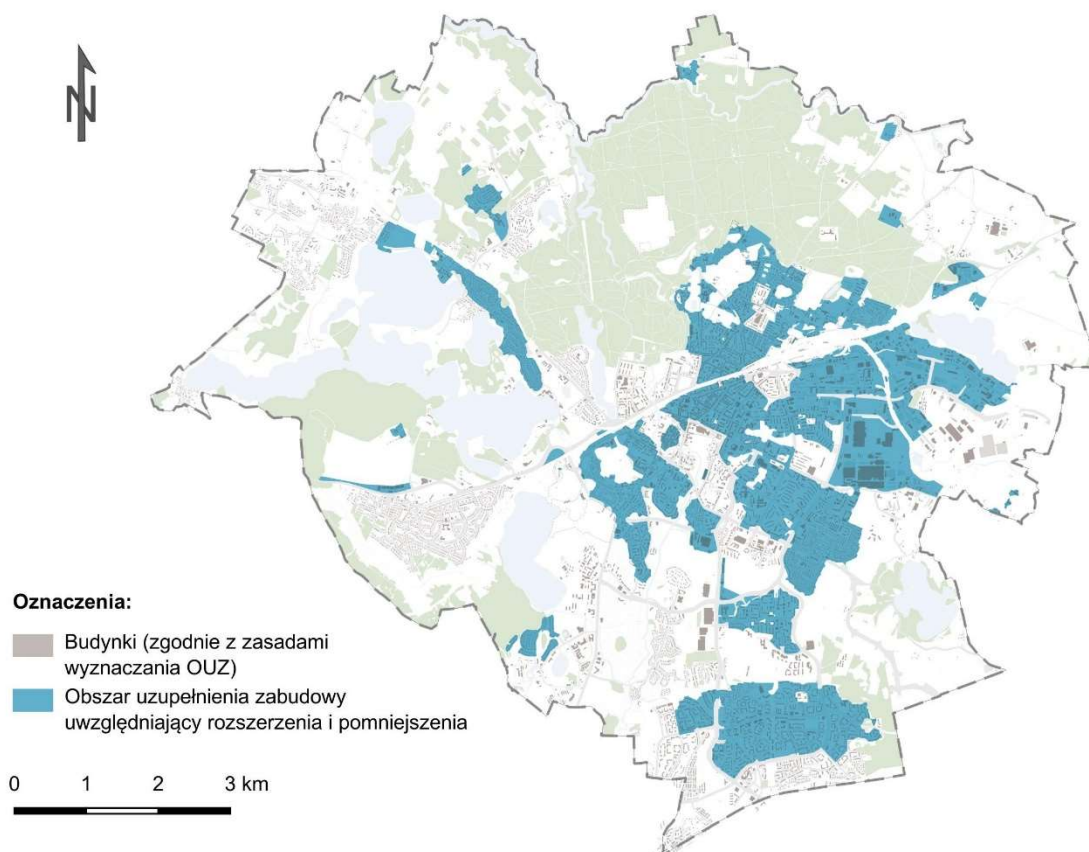 N
Oznaczenia:
Budynki (zgodnie z zasadami
wyznaczania OUZ)
Obszar uzupełnienia zabudowy
uwzględniający rozszerzenia i pomniejszenia
0 1 2 3 km